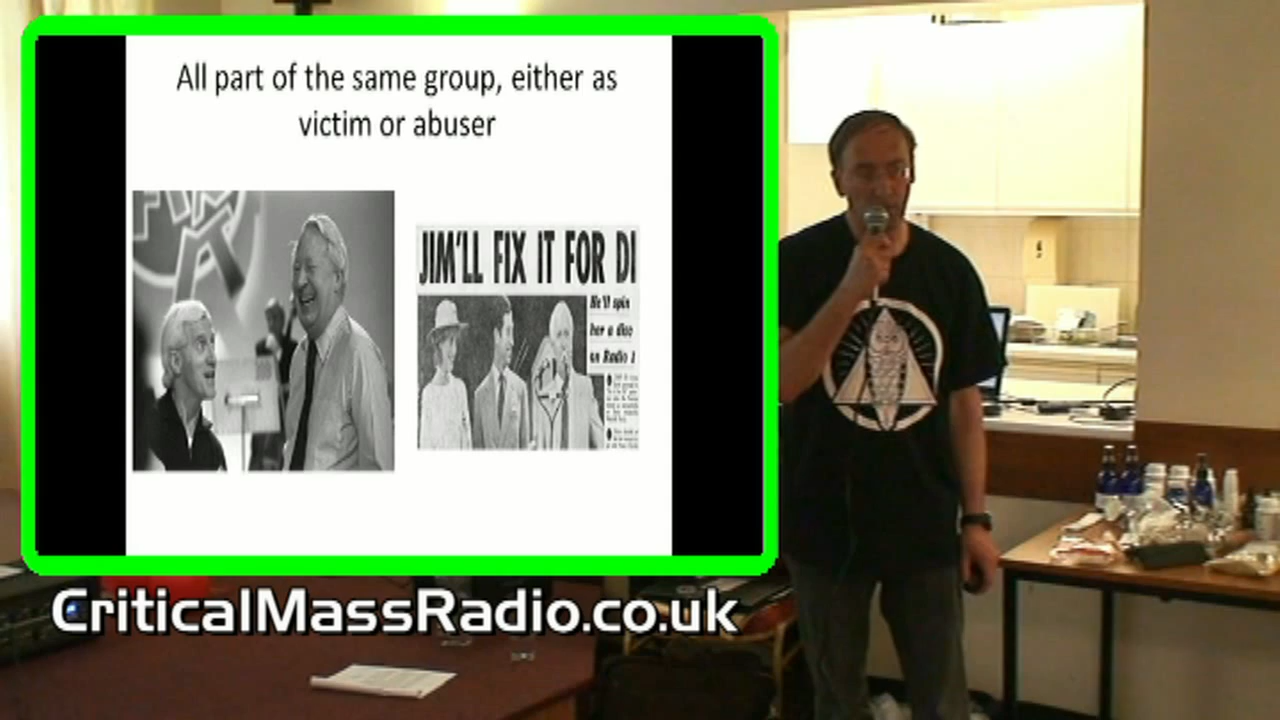 All part of the same group, either as
victim or abuser
JIM'LL FIX IT FOR DI
He'll spin
her a disc
on Radio 1
CriticalMassRadio.co.uk